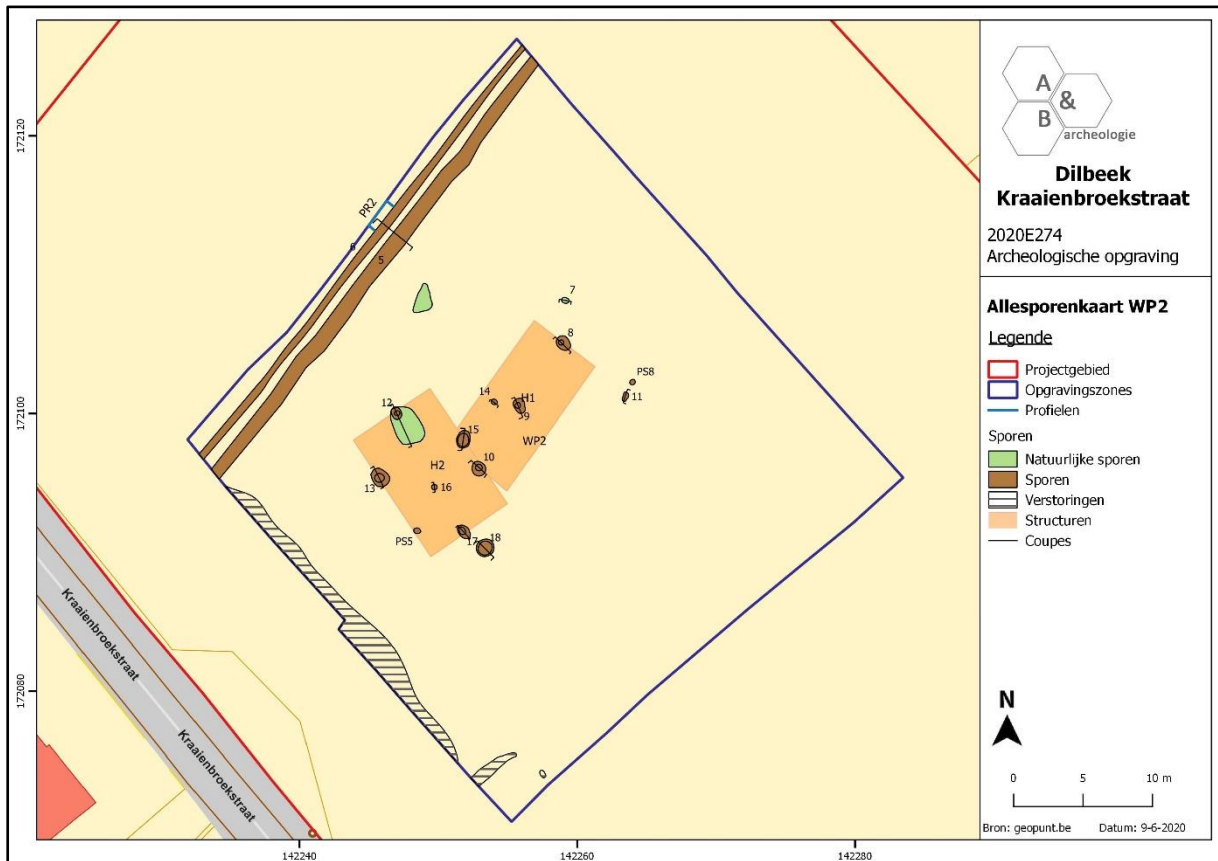 172120
172100
172080
142240
142260
142280
PR2
6
5
7
8
PS8
11
14
H1
9
12
15
WP2
10
H2
13
16
PS5
17
18
Kraaienbroekstraat
Kraaienbroekstraat
A
&
B
archeologie
Dilbeek
Kraaienbroekstraat
2020E274
Archeologische opgraving
Allesporenkaart WP2
Legende
Projectgebied
Opgravingszones
Profielen
Sporen
Natuurlijke sporen
Sporen
Verstoringen
Structuren
Coupes
N
0 5 10 m
Bron: geopunt.be Datum: 9-6-2020